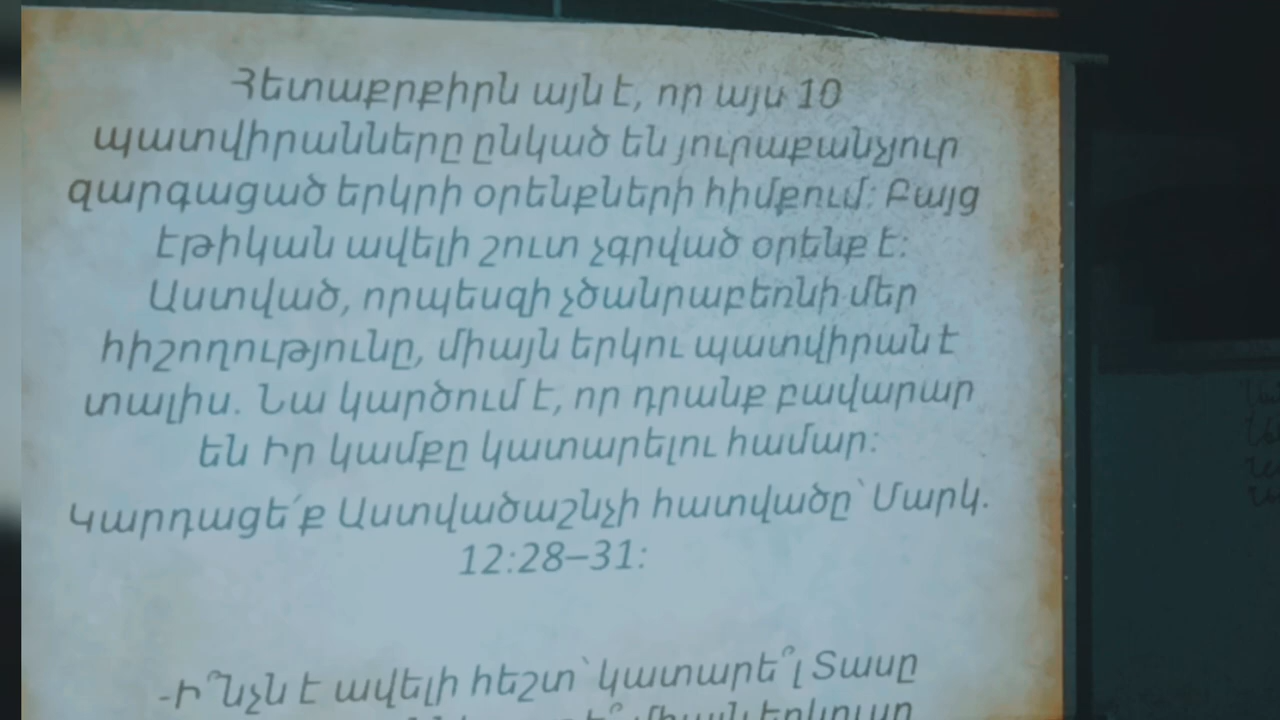 Հետաքրքիրն այն է, որ այս 10
պատվիրանները ընկած են յուրաքանչյուր
զարգացած երկրի օրենքների հիմքում: Բայց
էթիկան ավելի շուտ չգրված օրենք է:
Աստված, որպեսզի չծանրաբեռնի մեր
հիշողությունը, միայն երկու պատվիրան է
տալիս. Նա կարծում է, որ դրանք բավարար
են Իր կամքը կատարելու համար:
Կարդացե՛ք Աստվածաշնչի հատվածը՝ Մարկ.
12:28–31:
-Ի՞նչն է ավելի հեշտ՝ կատարե՞լ Տասը
միայն երկուսը